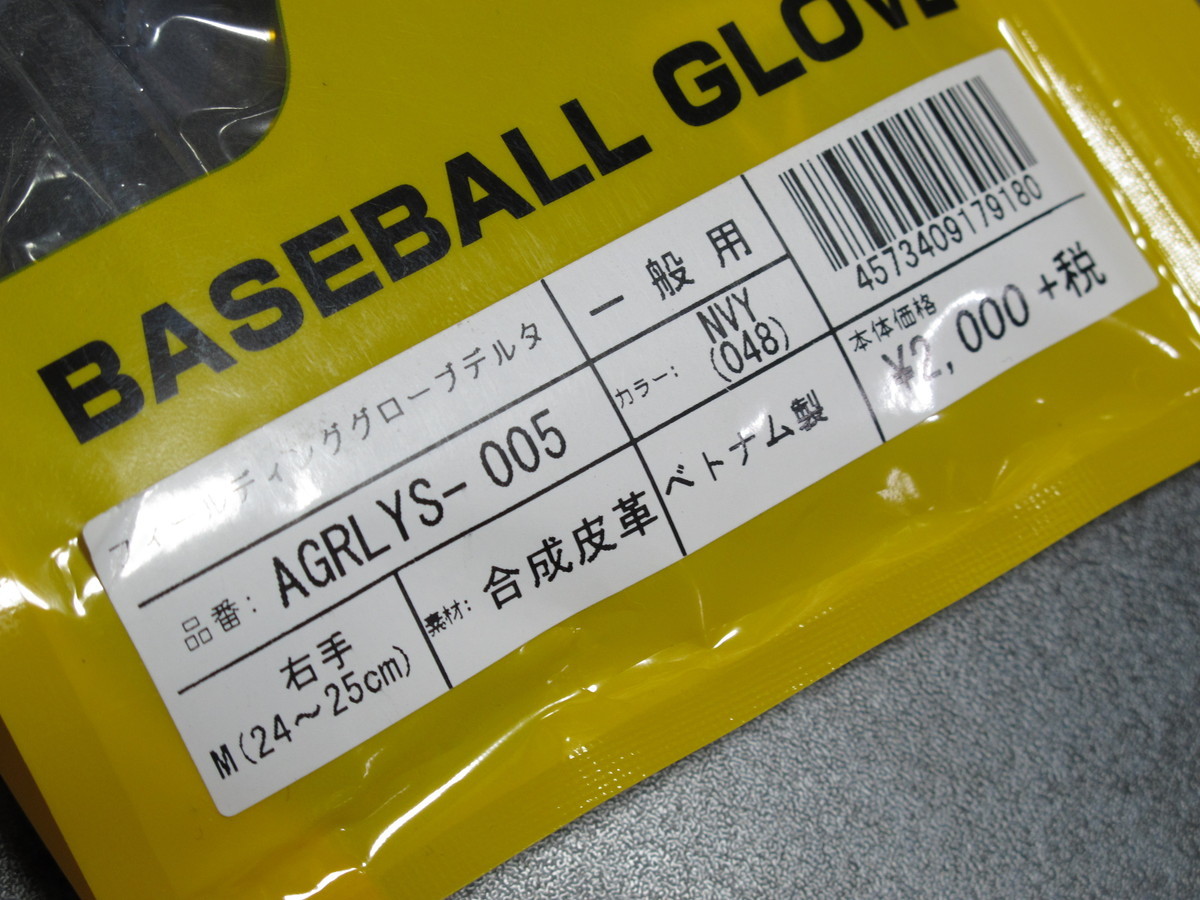 BASEBALL GLOVE
フィールディンググローブデルタ
一般用
4573409179180
品番: AGRLYS-005
カラー: NVY
(048)
本体価格
¥2,000+税
右手
M(24~25cm)
素材: 合成皮革
ベトナム製